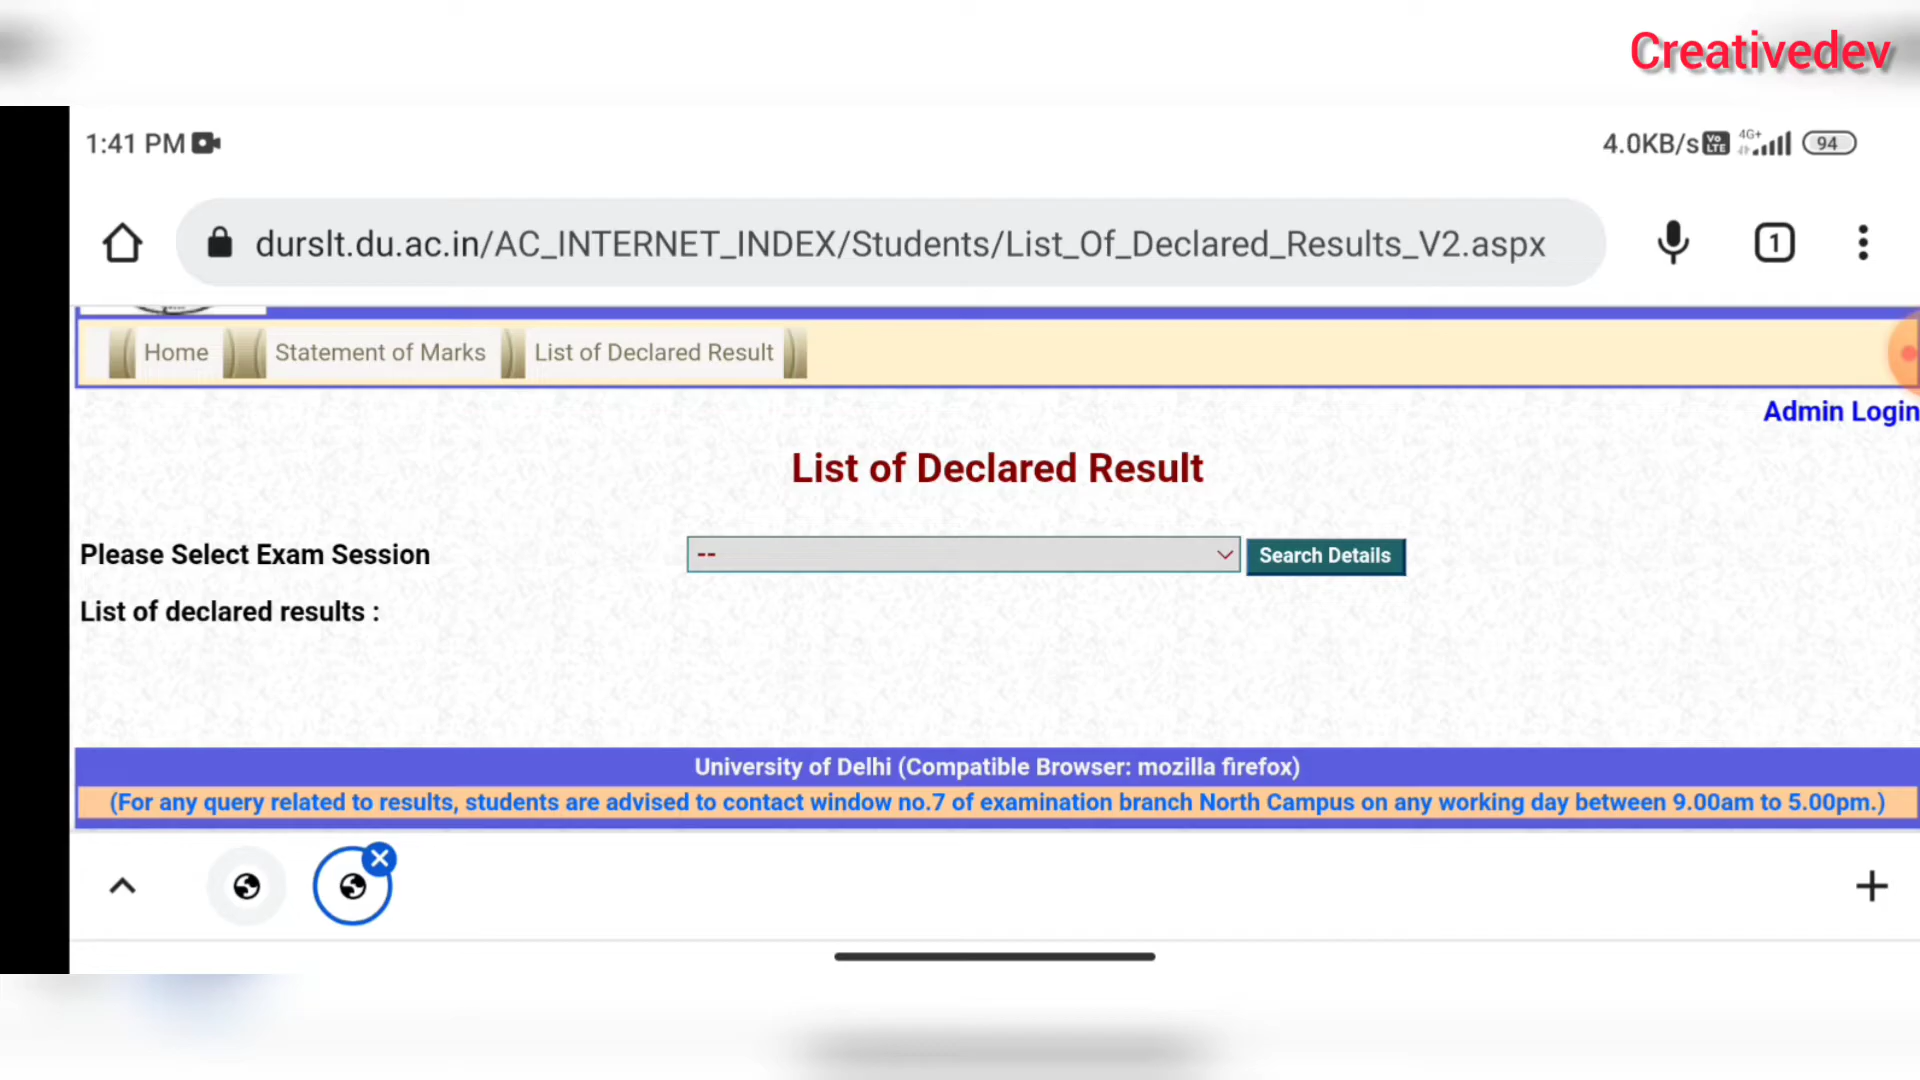 Creativedev
1:41 PM
4.0KB/s Vo LTE 4G+ 94
durslt.du.ac.in/AC_INTERNET_INDEX/Students/List_Of_Declared_Results_V2.aspx
1
Home Statement of Marks List of Declared Result
Admin Login
List of Declared Result
Please Select Exam Session -- Search Details
List of declared results :
University of Delhi (Compatible Browser: mozilla firefox)
(For any query related to results, students are advised to contact window no.7 of examination branch North Campus on any working day between 9.00am to 5.00pm.)